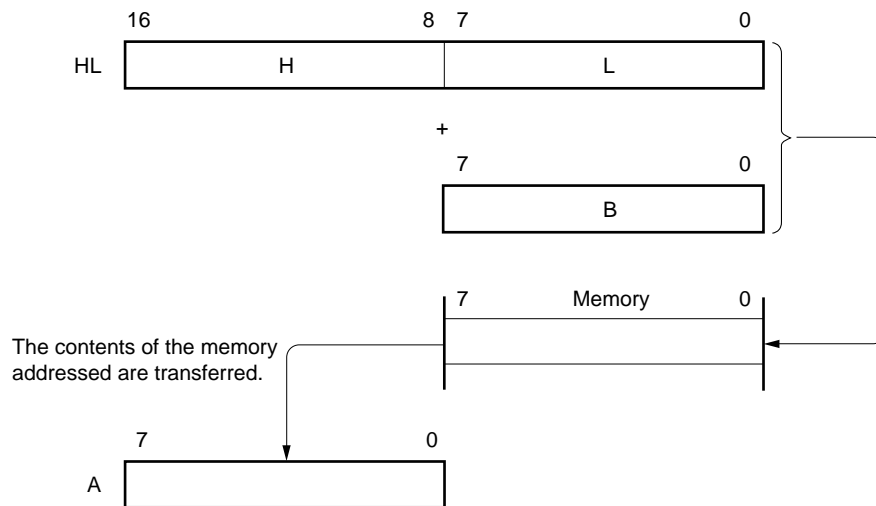 16 8 7 0
HL H L
+
7 0
B
7 Memory 0
The contents of the memory
addressed are transferred.
7 0
A